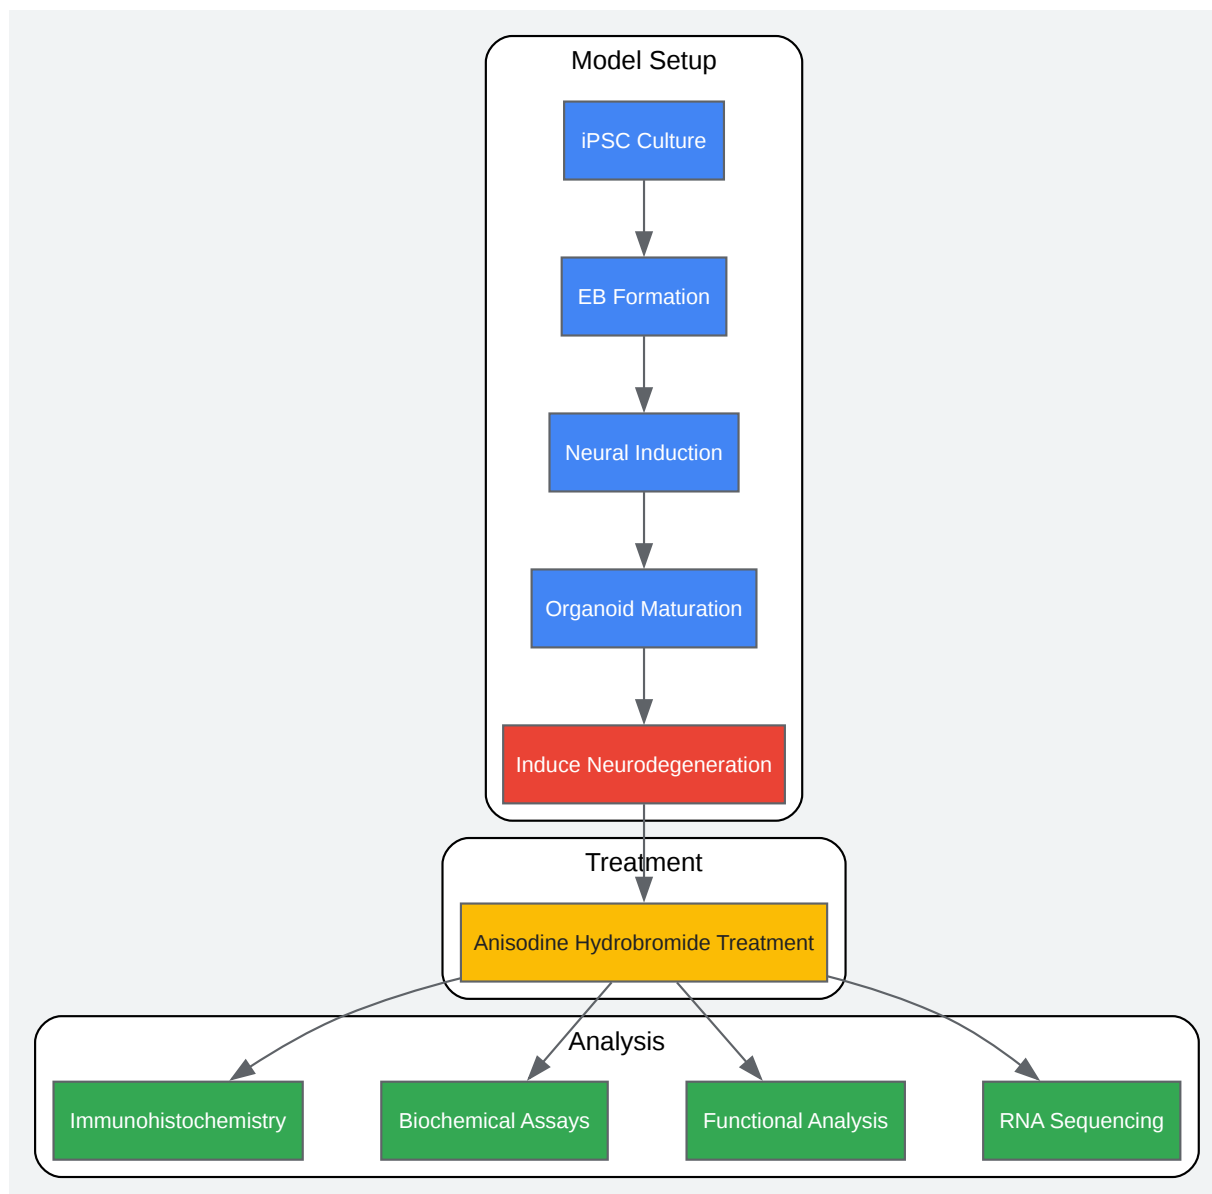 Model Setup
iPSC Culture
EB Formation
Neural Induction
Organoid Maturation
Induce Neurodegeneration
Treatment
Anisodine Hydrobromide Treatment
Analysis
Immunohistochemistry
Biochemical Assays
Functional Analysis
RNA Sequencing